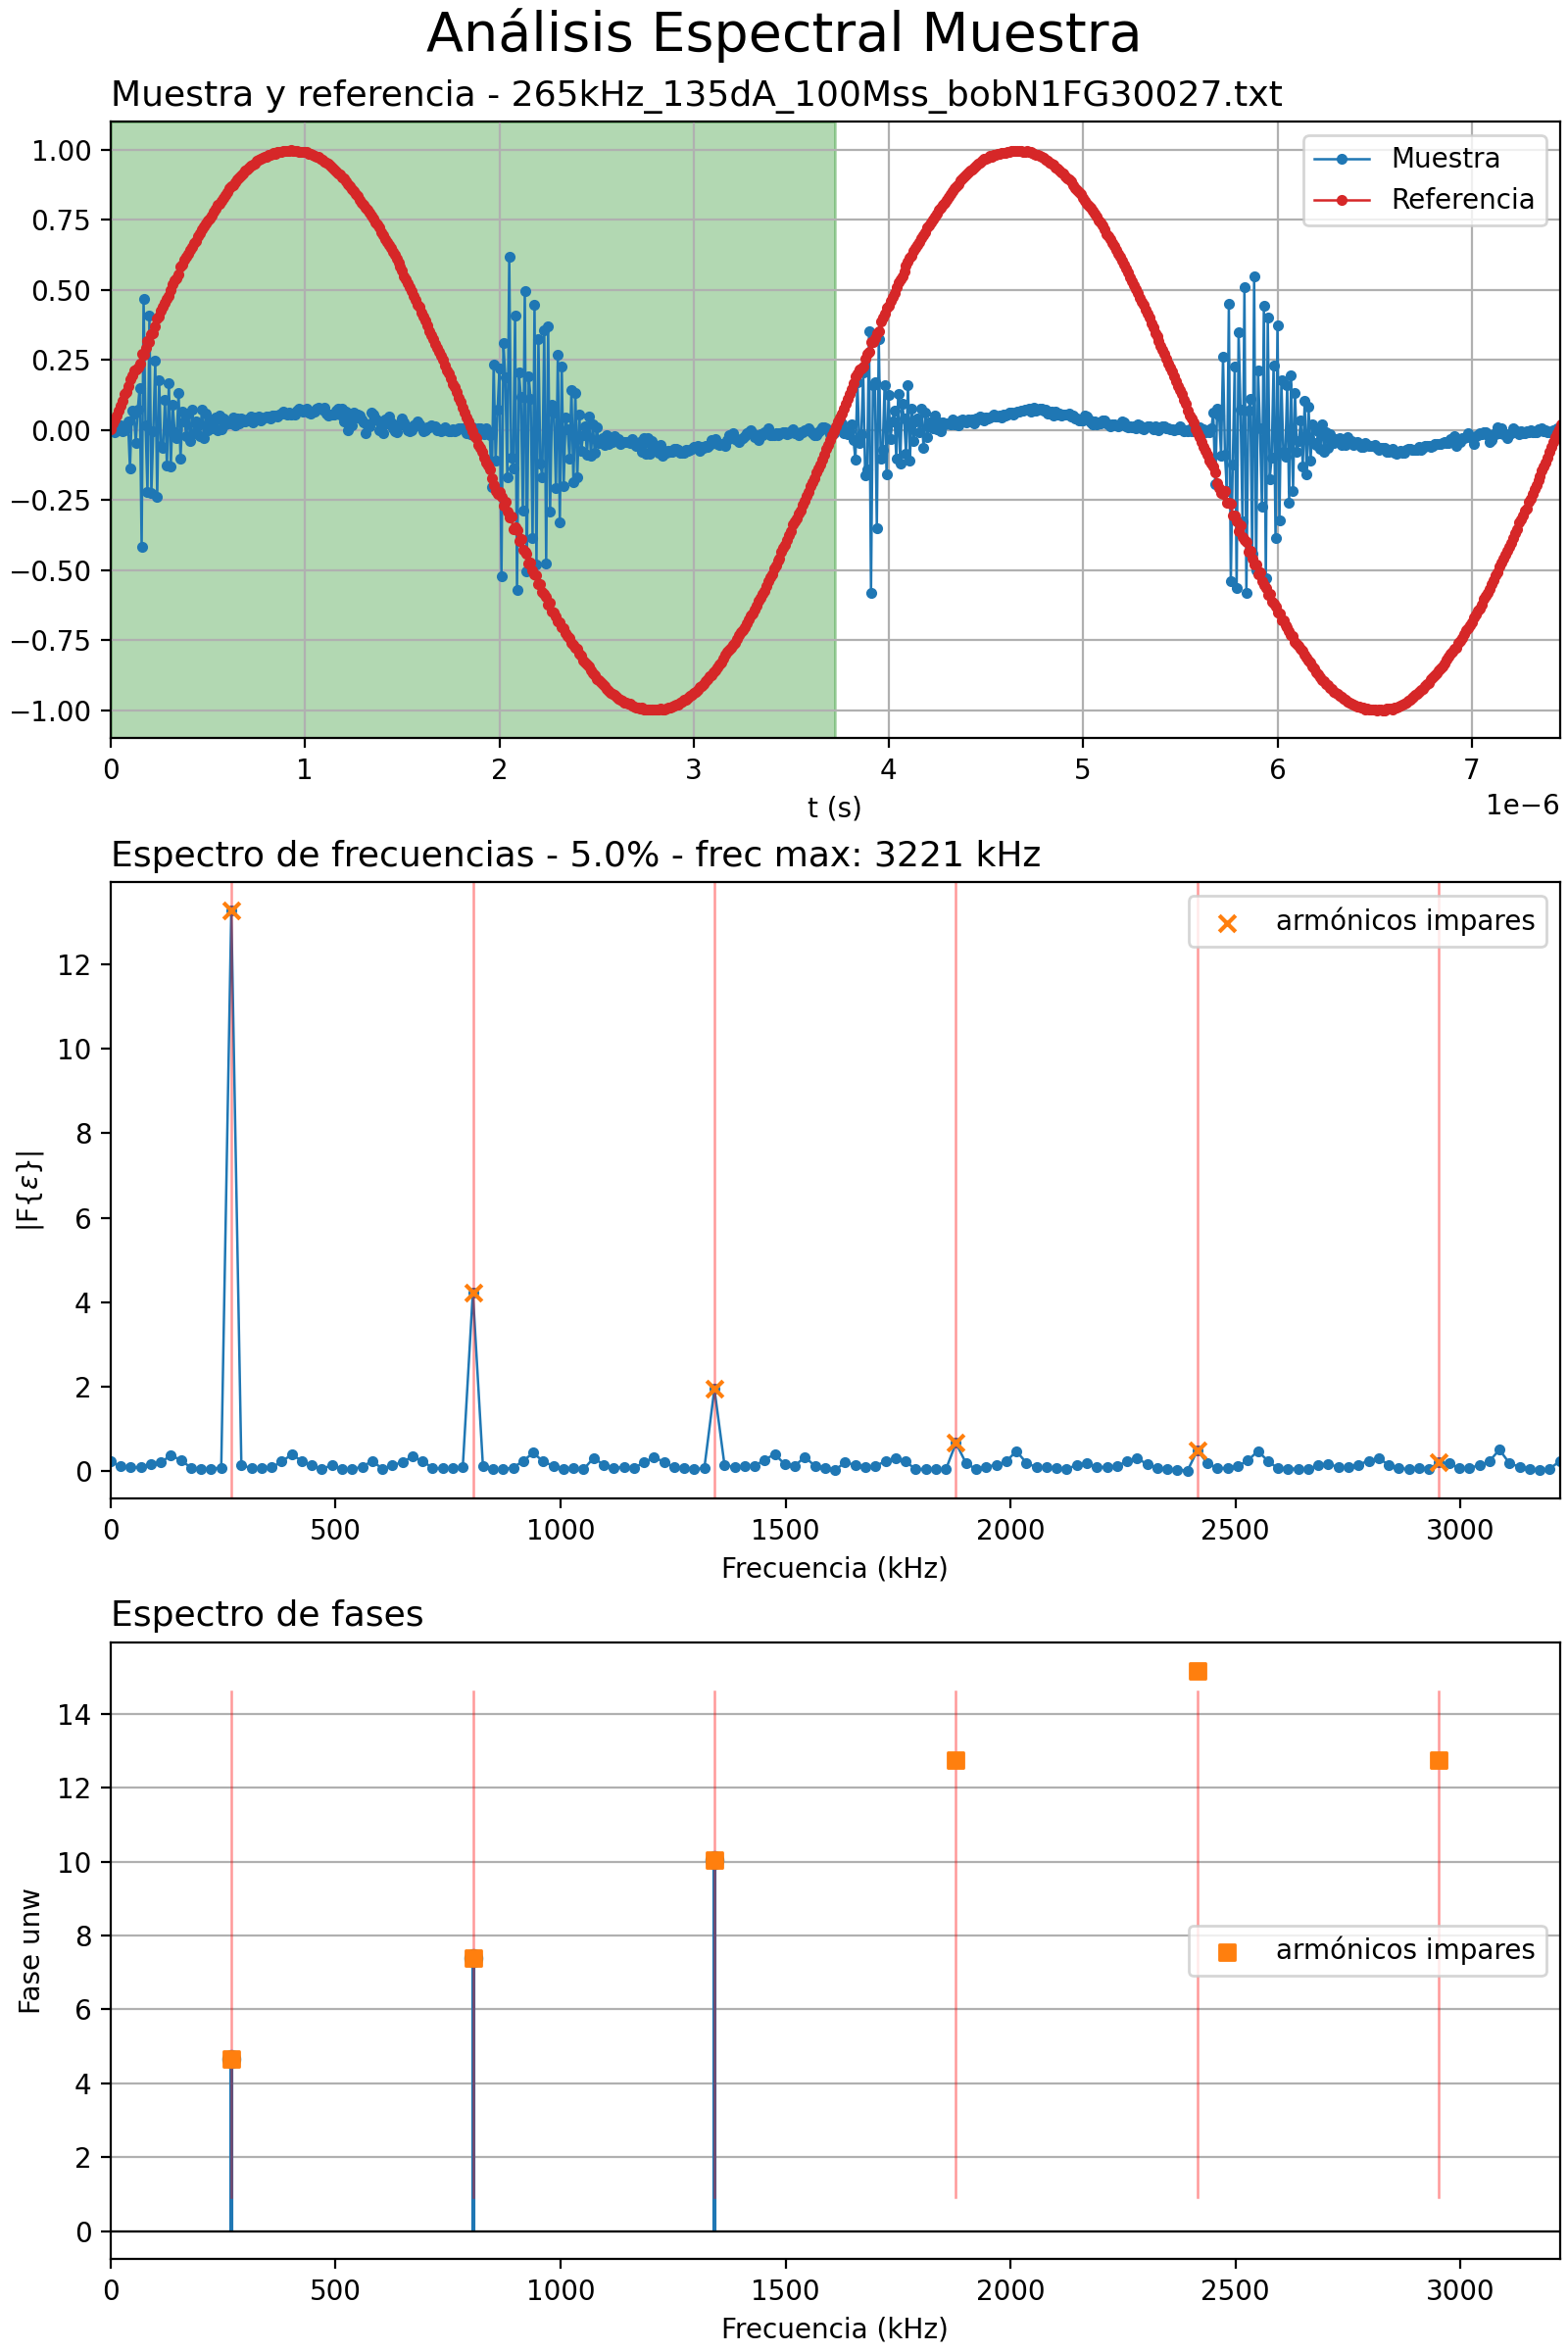 Análisis Espectral Muestra
Muestra y referencia - 265kHz_135dA_100Mss_bobN1FG30027.txt
1.00
0.75
0.50
0.25
0.00
−0.25
−0.50
−0.75
−1.00
Muestra
Referencia
0 1 2 3 4 5 6 7
t (s)
1e−6
Espectro de frecuencias - 5.0% - frec max: 3221 kHz
|F{ε}|
12
10
8
6
4
2
0
armónicos impares
0 500 1000 1500 2000 2500 3000
Frecuencia (kHz)
Espectro de fases
Fase unw
14
12
10
8
6
4
2
0
armónicos impares
0 500 1000 1500 2000 2500 3000
Frecuencia (kHz)